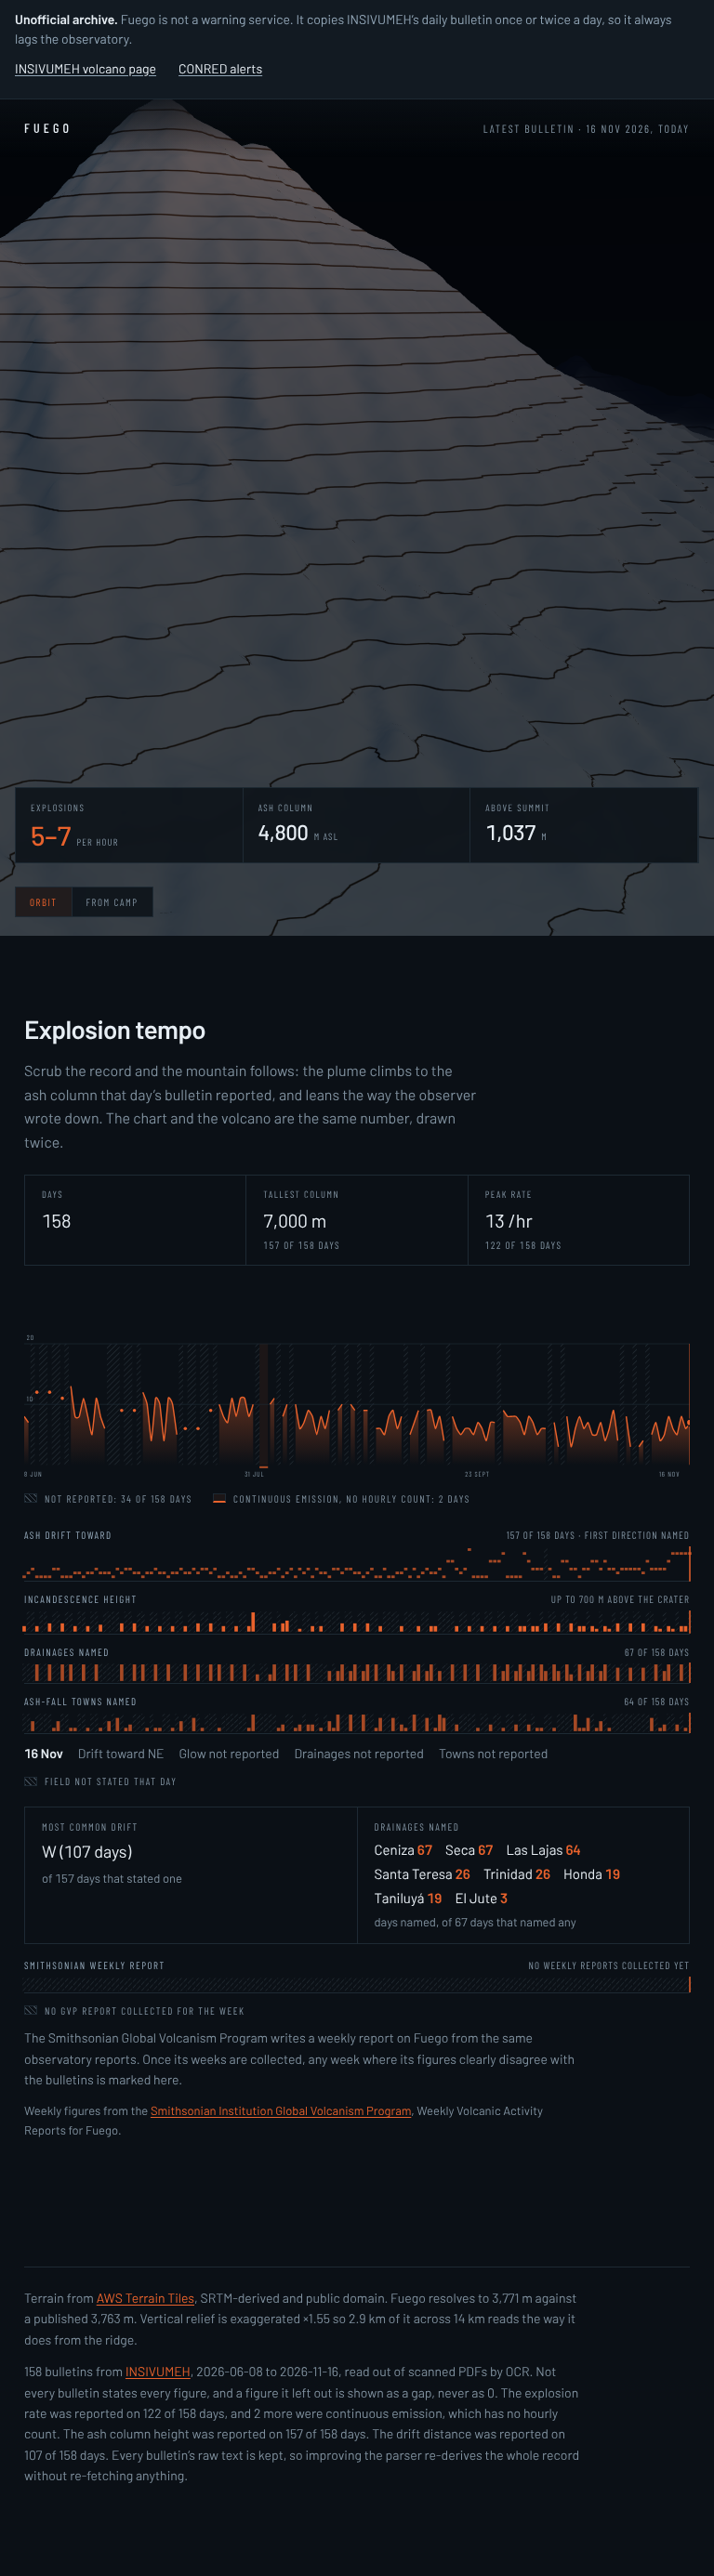 Unofficial archive. Fuego is not a warning service. It copies INSIVUMEH's daily bulletin once or twice a day, so it always
lags the observatory.
INSIVUMEH volcano page CONRED alerts
FUEGO
LATEST BULLETIN · 16 NOV 2026, TODAY
EXPLOSIONS
5–7 PER HOUR
ASH COLUMN
4,800 M ASL
ABOVE SUMMIT
1,037 M
ORBIT FROM CAMP
Explosion tempo
Scrub the record and the mountain follows: the plume climbs to the
ash column that day's bulletin reported, and leans the way the observer
wrote down. The chart and the volcano are the same number, drawn
twice.
DAYS
158
TALLEST COLUMN
7,000 m
157 OF 158 DAYS
PEAK RATE
13 /hr
122 OF 158 DAYS
20
10
8 JUN 31 JUL 23 SEPT 16 NOV
NOT REPORTED: 34 OF 158 DAYS CONTINUOUS EMISSION, NO HOURLY COUNT: 2 DAYS
ASH DRIFT TOWARD 157 OF 158 DAYS · FIRST DIRECTION NAMED
INCANDESCENCE HEIGHT UP TO 700 M ABOVE THE CRATER
DRAINAGES NAMED 67 OF 158 DAYS
ASH-FALL TOWNS NAMED 64 OF 158 DAYS
16 Nov Drift toward NE Glow not reported Drainages not reported Towns not reported
FIELD NOT STATED THAT DAY
MOST COMMON DRIFT
W (107 days)
of 157 days that stated one
DRAINAGES NAMED
Ceniza 67 Seca 67 Las Lajas 64
Santa Teresa 26 Trinidad 26 Honda 19
Taniluyá 19 El Jute 3
days named, of 67 days that named any
SMITHSONIAN WEEKLY REPORT NO WEEKLY REPORTS COLLECTED YET
NO GVP REPORT COLLECTED FOR THE WEEK
The Smithsonian Global Volcanism Program writes a weekly report on Fuego from the same
observatory reports. Once its weeks are collected, any week where its figures clearly disagree with
the bulletins is marked here.
Weekly figures from the Smithsonian Institution Global Volcanism Program, Weekly Volcanic Activity
Reports for Fuego.
Terrain from AWS Terrain Tiles, SRTM-derived and public domain. Fuego resolves to 3,771 m against
a published 3,763 m. Vertical relief is exaggerated ×1.55 so 2.9 km of it across 14 km reads the way it
does from the ridge.
158 bulletins from INSIVUMEH, 2026-06-08 to 2026-11-16, read out of scanned PDFs by OCR. Not
every bulletin states every figure, and a figure it left out is shown as a gap, never as 0. The explosion
rate was reported on 122 of 158 days, and 2 more were continuous emission, which has no hourly
count. The ash column height was reported on 157 of 158 days. The drift distance was reported on
107 of 158 days. Every bulletin's raw text is kept, so improving the parser re-derives the whole record
without re-fetching anything.